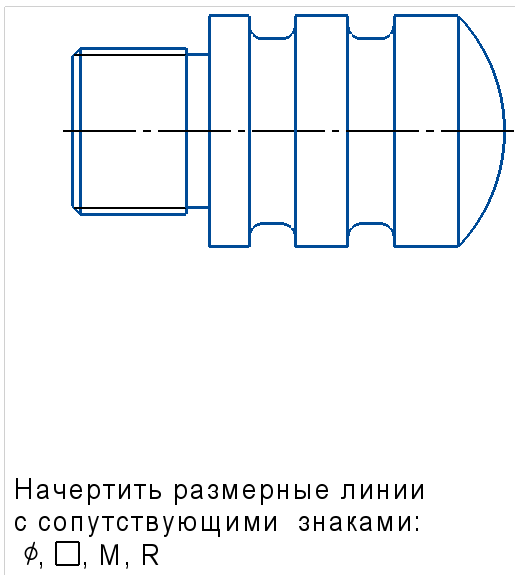 Начертить размерные линии
с сопутствующими знаками:
⌀, □, М, R